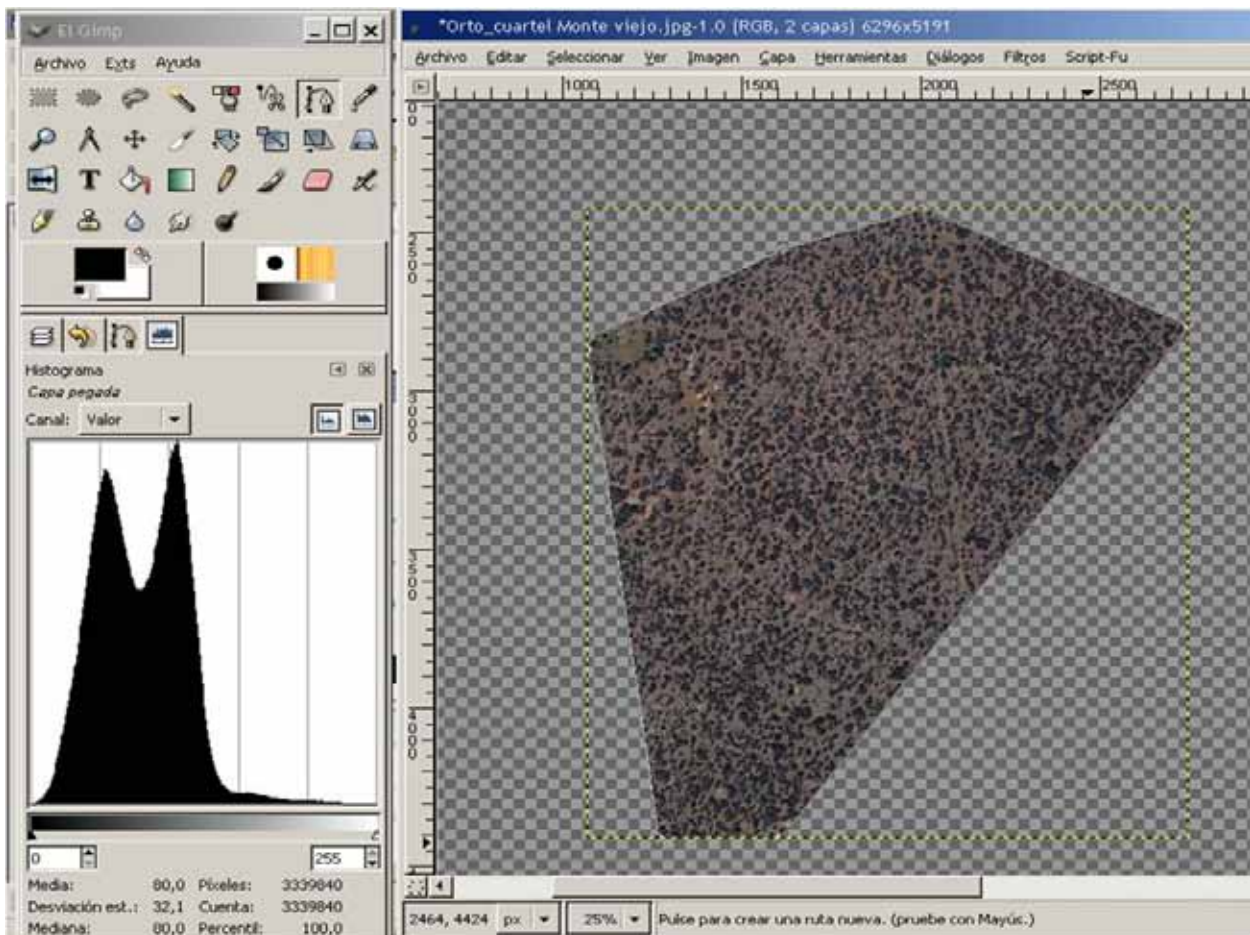 El Gimp
Archivo Exts Ayuda
T
Histograma
Capa pegada
Canal: Valor
0 255
Media: 80,0 Píxeles: 3339840
Desviación est.: 32,1 Cuenta: 3339840
Mediana: 80,0 Percentil: 100,0
*Orto_cuartel Monte viejo.jpg-1.0 (RGB, 2 capas) 6296x5191
Archivo Editar Seleccionar Ver Imagen Capa Herramientas Diálogos Filtros Script-Fu
1000 1500 2000 2500
2500
3000
3500
4000
2464, 4424 px 25% Pulse para crear una ruta nueva. (pruebe con Mayús.)